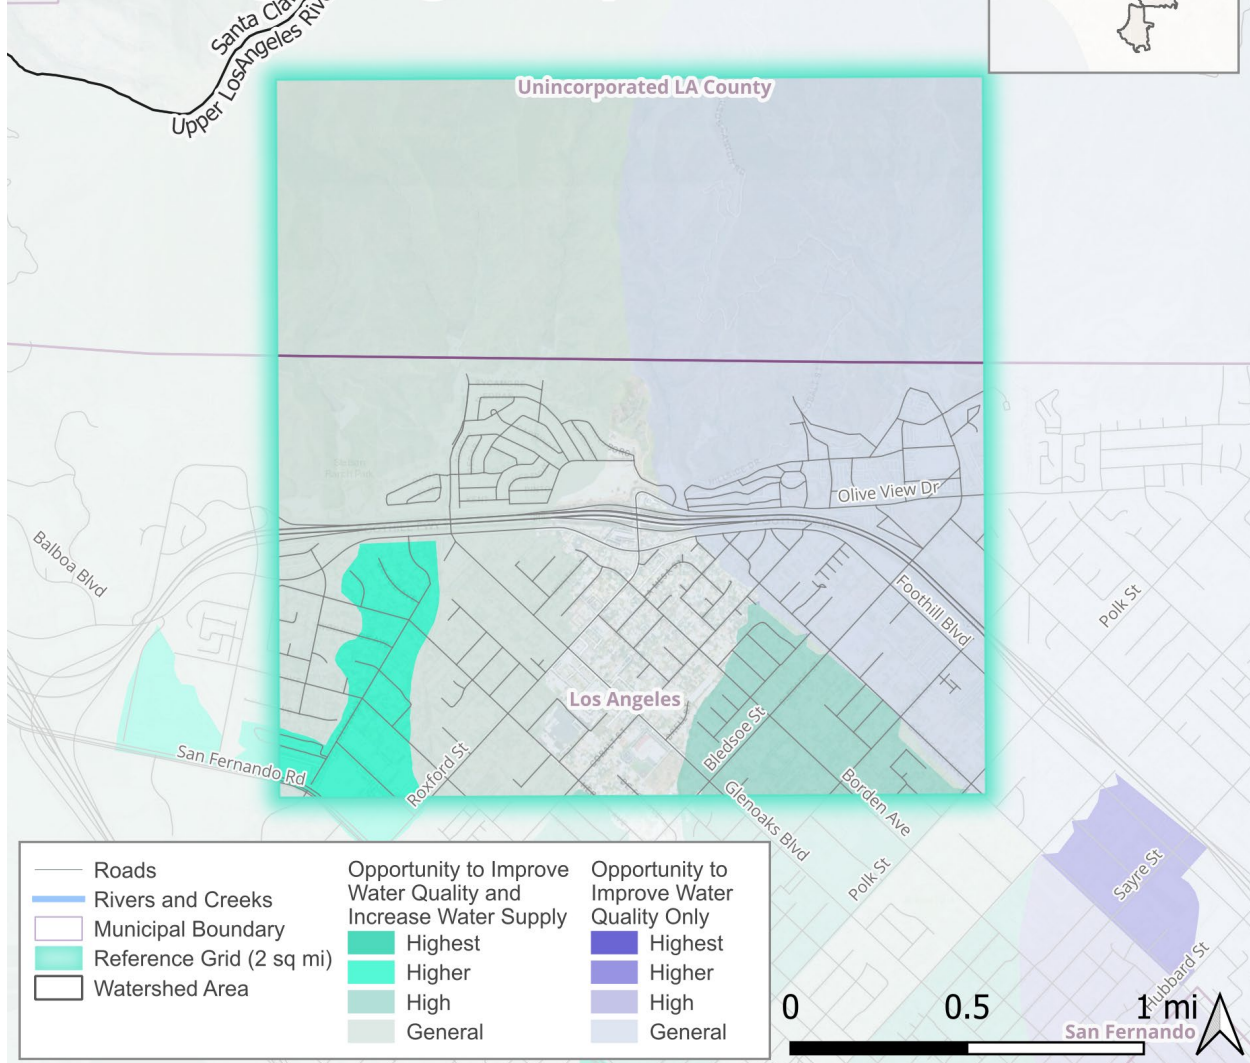 Santa Cla
Upper LosAngeles Riv
Unincorporated LA County
Olive View Dr
Balboa Blvd
Foothill Blvd
Polk St
Los Angeles
San Fernando Rd
Roxford St
Bledsoe St
Glenoaks Blvd
Borden Ave
Polk St
Sayre St
Hubbard St
San Fernando
Roads
Rivers and Creeks
Municipal Boundary
Reference Grid (2 sq mi)
Watershed Area
Opportunity to Improve
Water Quality and
Increase Water Supply
Highest
Higher
High
General
Opportunity to
Improve Water
Quality Only
Highest
Higher
High
General
0 0.5 1 mi